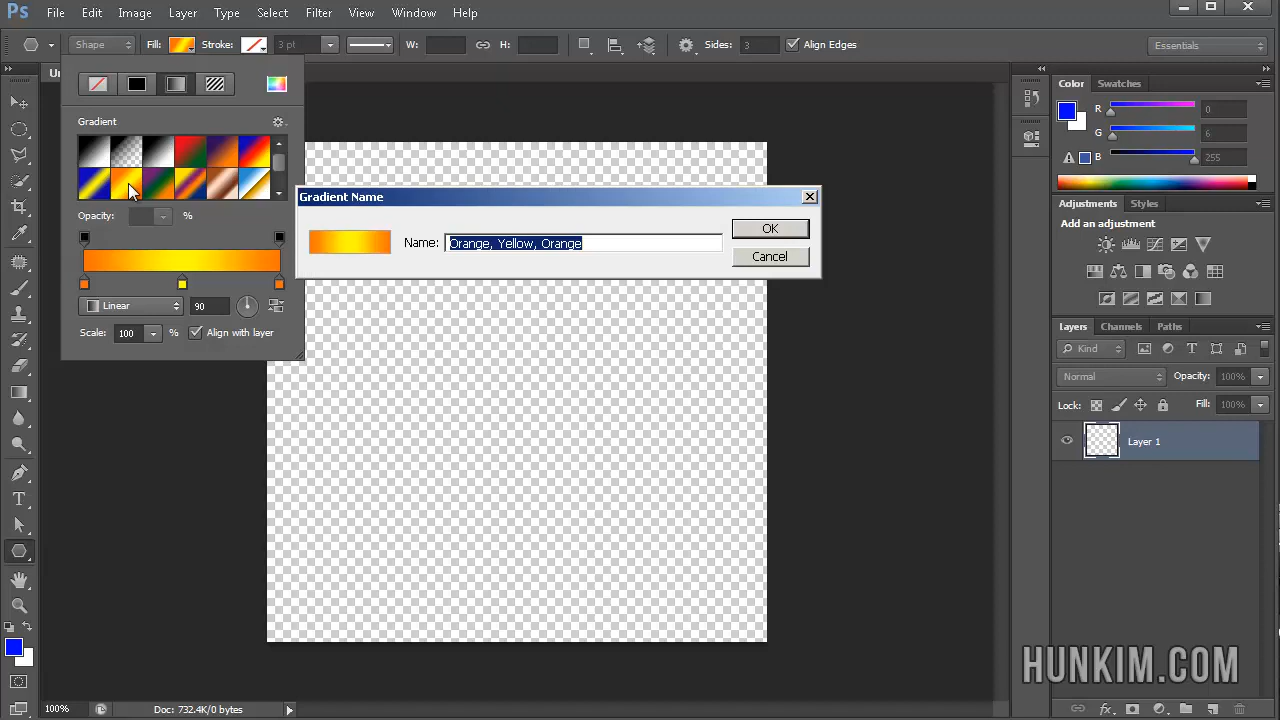 Ps File Edit Image Layer Type Select Filter View Window Help
Shape Fill: Stroke: 3 pt W: H: Sides: 3 Align Edges Essentials
Un
Color Swatches
R 0
G 6
B 255
Gradient
Opacity: %
Linear 90
Scale: 100 % Align with layer
Gradient Name
Name: Orange, Yellow, Orange
OK
Cancel
Adjustments Styles
Add an adjustment
Layers Channels Paths
Kind T
Normal Opacity: 100%
Lock: Fill: 100%
Layer 1
T
HUNKIM.COM
100% Doc: 732.4K/0 bytes
fx